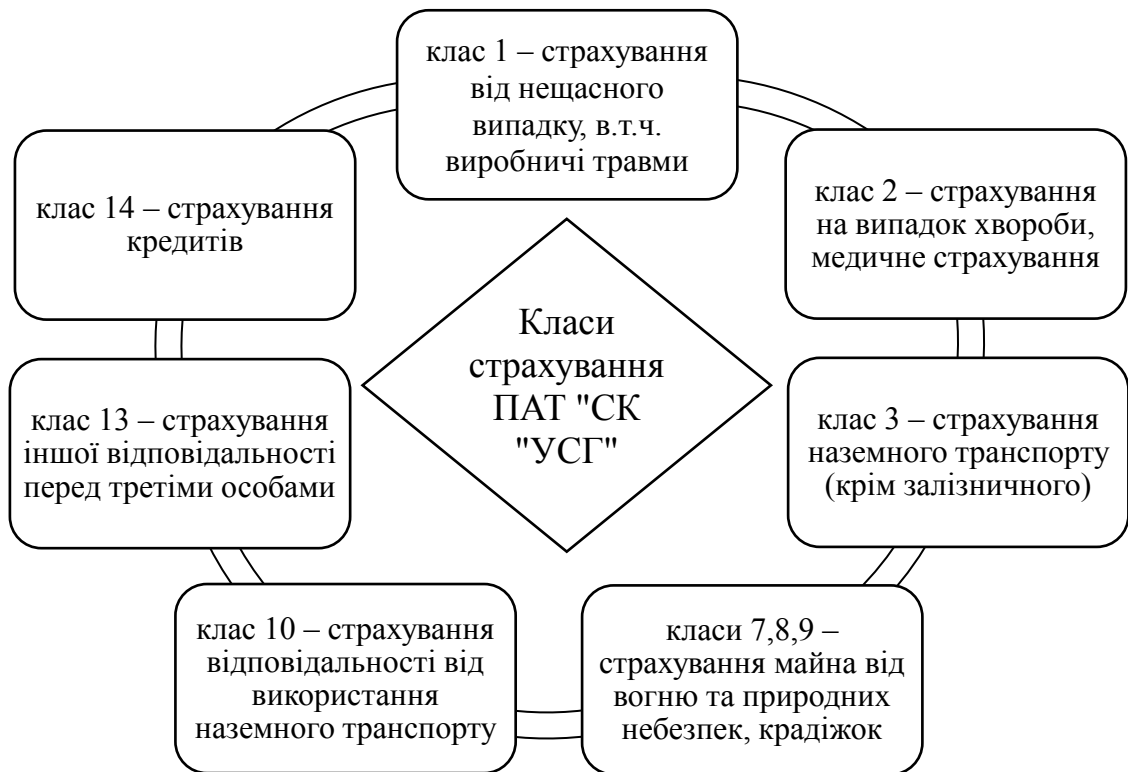 клас 1 – страхування
від нещасного
випадку, в.т.ч.
виробничі травми
клас 2 – страхування
на випадок хвороби,
медичне страхування
клас 3 – страхування
наземного транспорту
(крім залізничного)
класи 7,8,9 –
страхування майна від
вогню та природних
небезпек, крадіжок
клас 10 – страхування
відповідальності від
використання
наземного транспорту
клас 13 – страхування
іншої відповідальності
перед третіми особами
клас 14 – страхування
кредитів
Класи
страхування
ПАТ "СК
"УСГ"